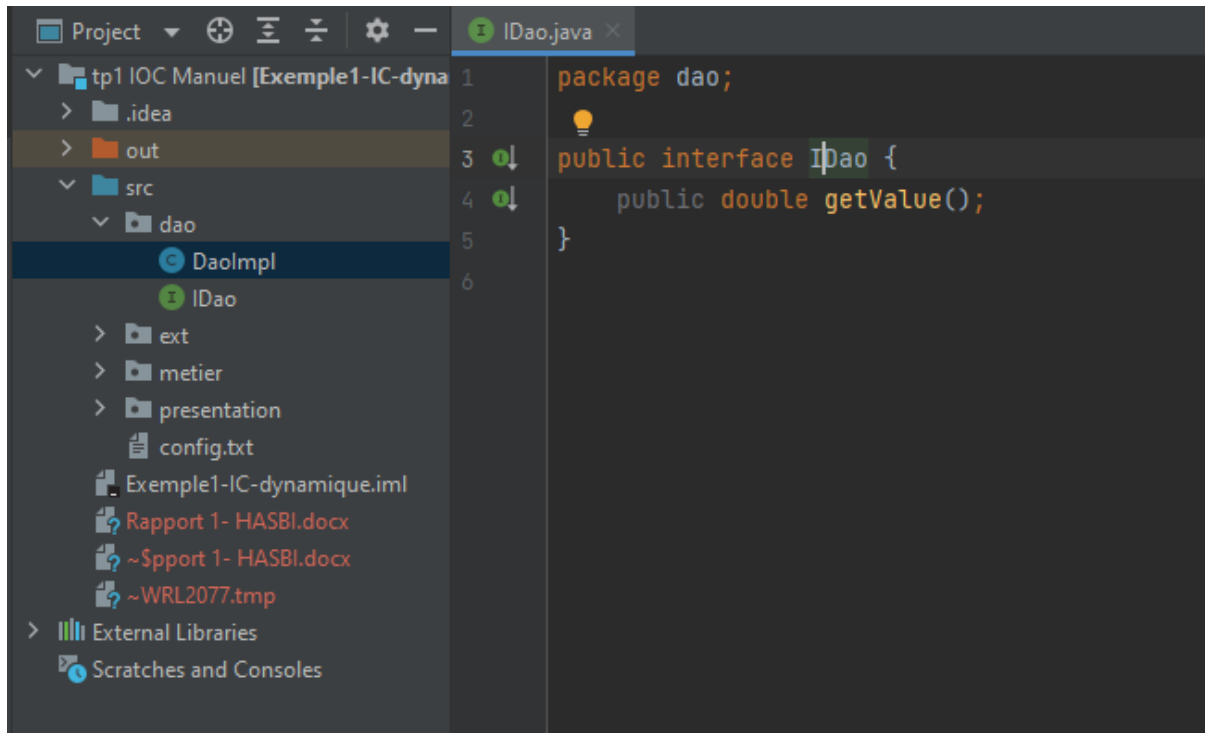 Project
tp1 IOC Manuel [Exemple1-IC-dyna
.idea
out
src
dao
DaoImpl
IDao
ext
metier
presentation
config.txt
Exemple1-IC-dynamique.iml
Rapport 1- HASBI.docx
~$pport 1- HASBI.docx
~WRL2077.tmp
External Libraries
Scratches and Consoles
IDao.java
1 package dao;
2
3 public interface IDao {
4 public double getValue();
5 }
6